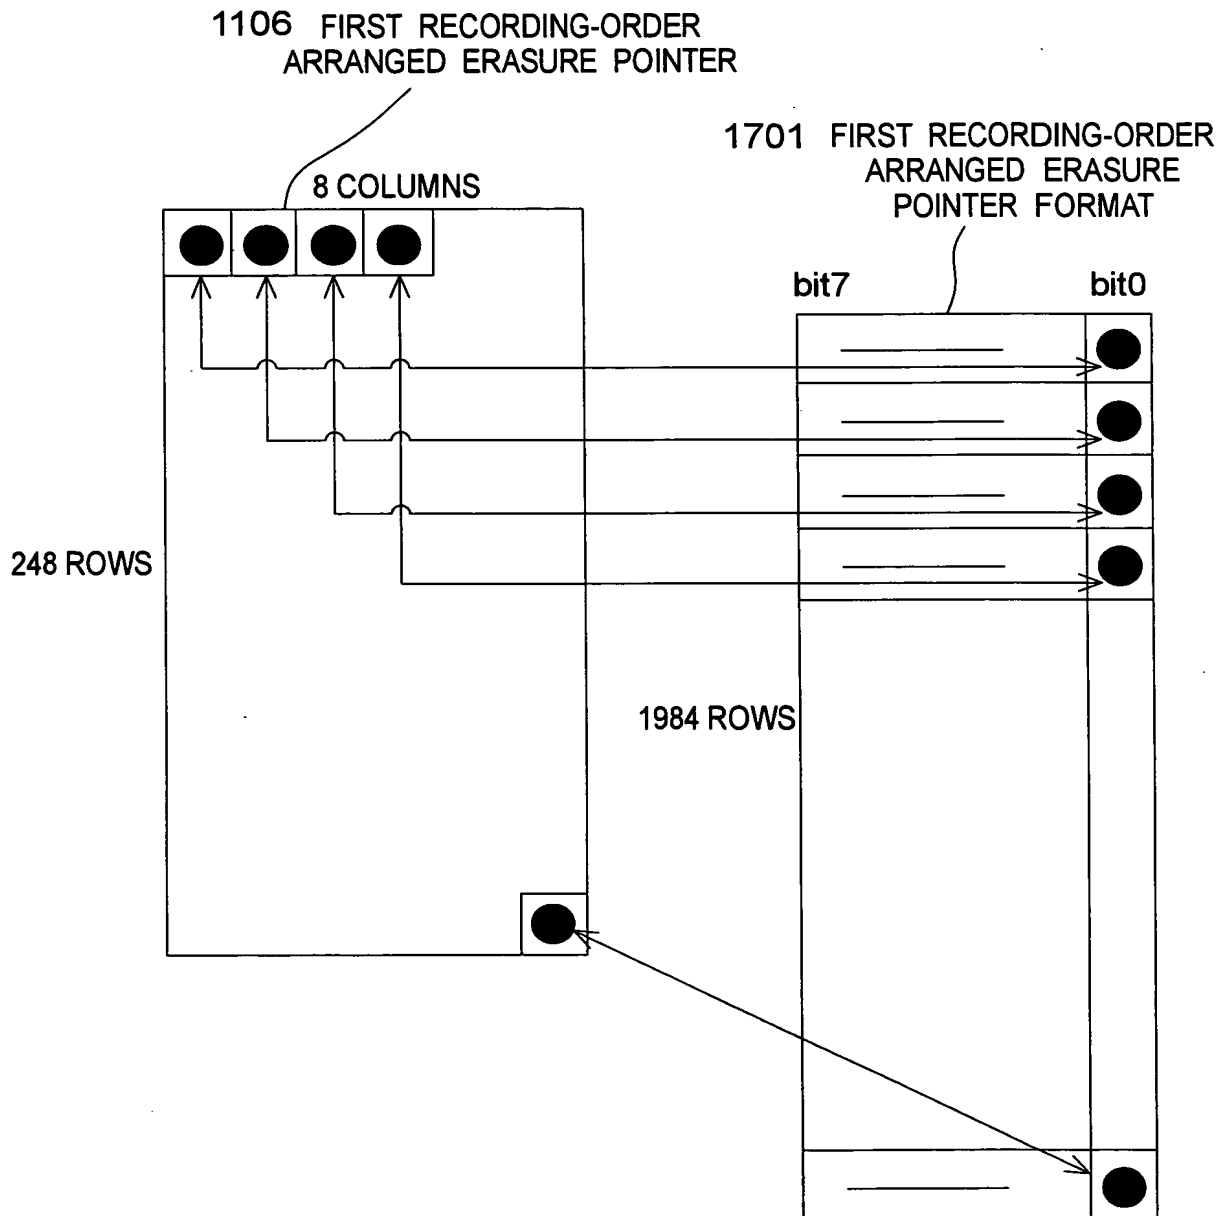 1106 FIRST RECORDING-ORDER
ARRANGED ERASURE POINTER
1701 FIRST RECORDING-ORDER
ARRANGED ERASURE
POINTER FORMAT
8 COLUMNS
bit7
bit0
248 ROWS
1984 ROWS